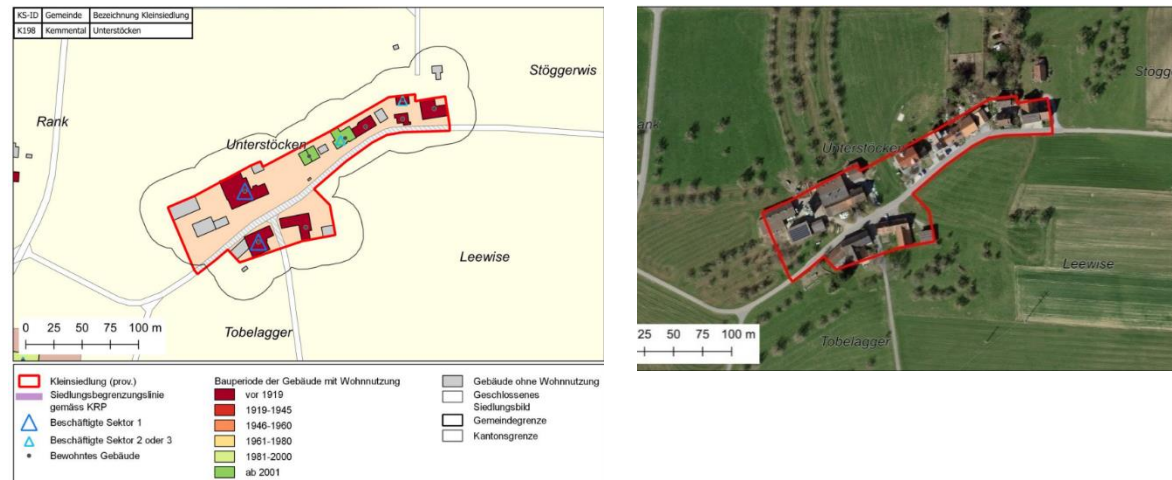 KS-ID Gemeinde Bezeichnung Kleinsiedlung
K198 Kemmental Unterstöcken
Stöggerwis
Rank
Unterstöcken
Leewise
0 25 50 75 100 m
Tobelagger
Kleinsiedlung (prov.)
Siedlungsbegrenzungslinie
gemäss KRP
Beschäftigte Sektor 1
Beschäftigte Sektor 2 oder 3
Bewohntes Gebäude
Bauperiode der Gebäude mit Wohnnutzung
vor 1919
1919-1945
1946-1960
1961-1980
1981-2000
ab 2001
Gebäude ohne Wohnnutzung
Geschlossenes
Siedlungsbild
Gemeindegrenze
Kantonsgrenze
Stogge
ank
Unterstöcken
Leewise
25 50 75 100 m
Tobelagger